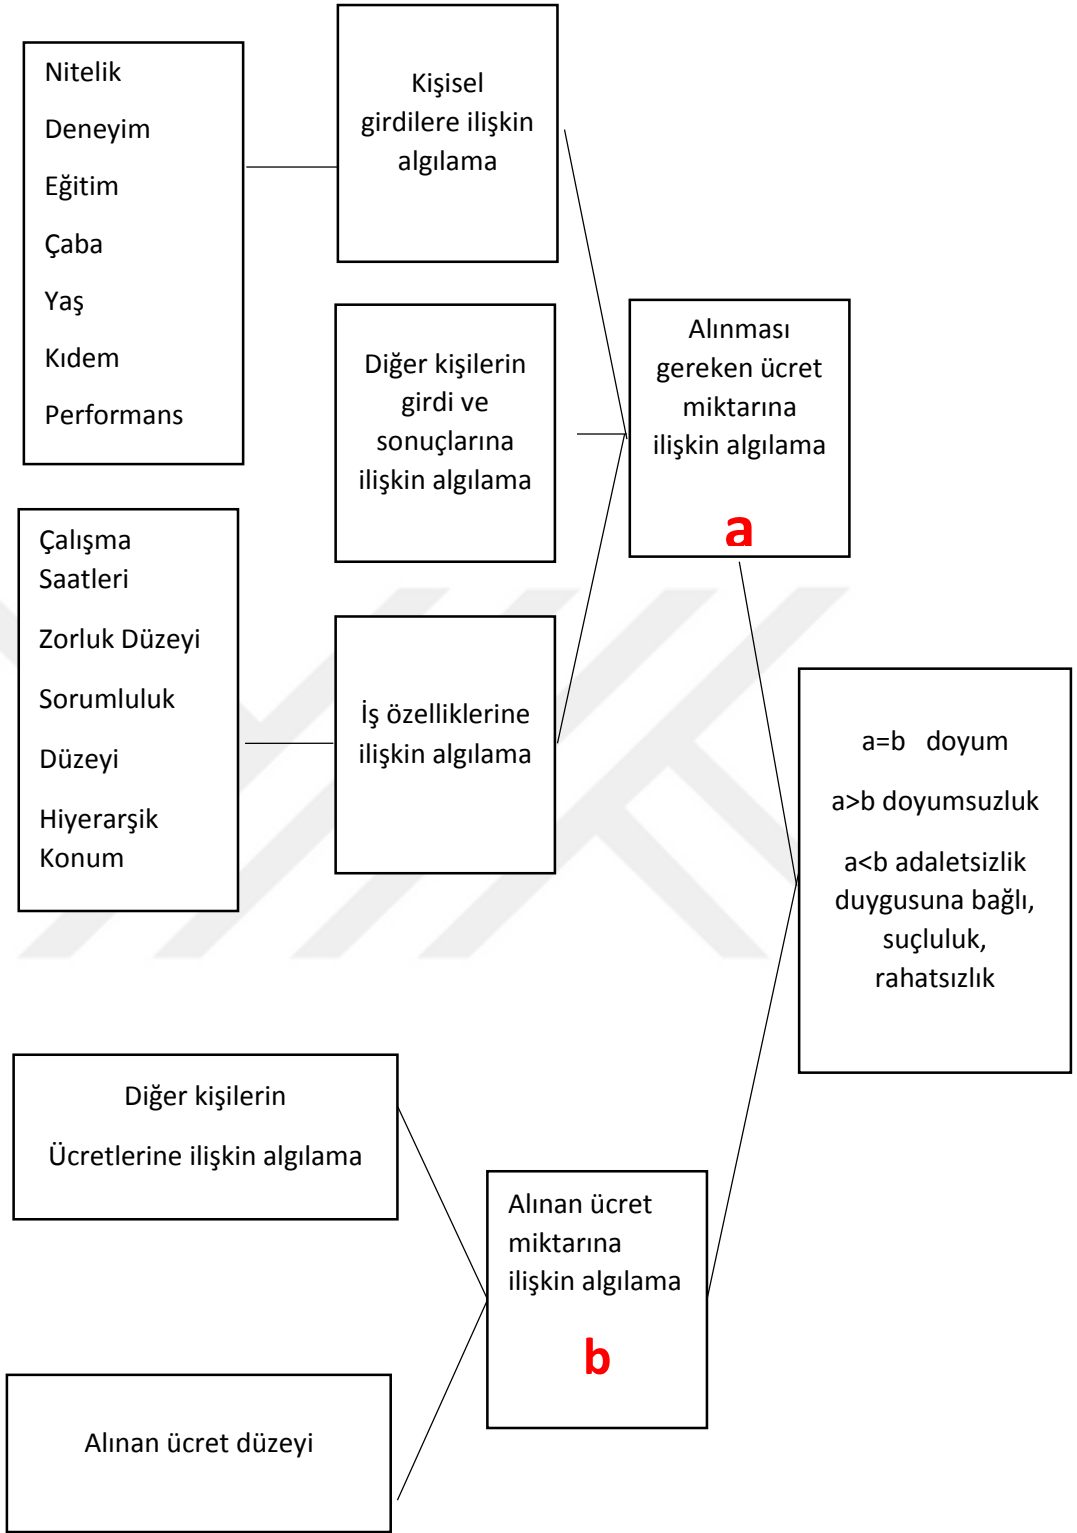 Nitelik
Deneyim
Eğitim
Çaba
Yaş
Kıdem
Performans
Kişisel
girdilere ilişkin
algılama
Diğer kişilerin
girdi ve
sonuçlarına
ilişkin algılama
Alınması
gereken ücret
miktarına
ilişkin algılama
a
Çalışma
Saatleri
Zorluk Düzeyi
Sorumluluk
Düzeyi
Hiyerarşik
Konum
İş özelliklerine
ilişkin algılama
a=b doyum
a>b doyumsuzluk
a<b adaletsizlik
duygusuna bağlı,
suçluluk,
rahatsızlık
Diğer kişilerin
Ücretlerine ilişkin algılama
Alınan ücret
miktarına
ilişkin algılama
b
Alınan ücret düzeyi